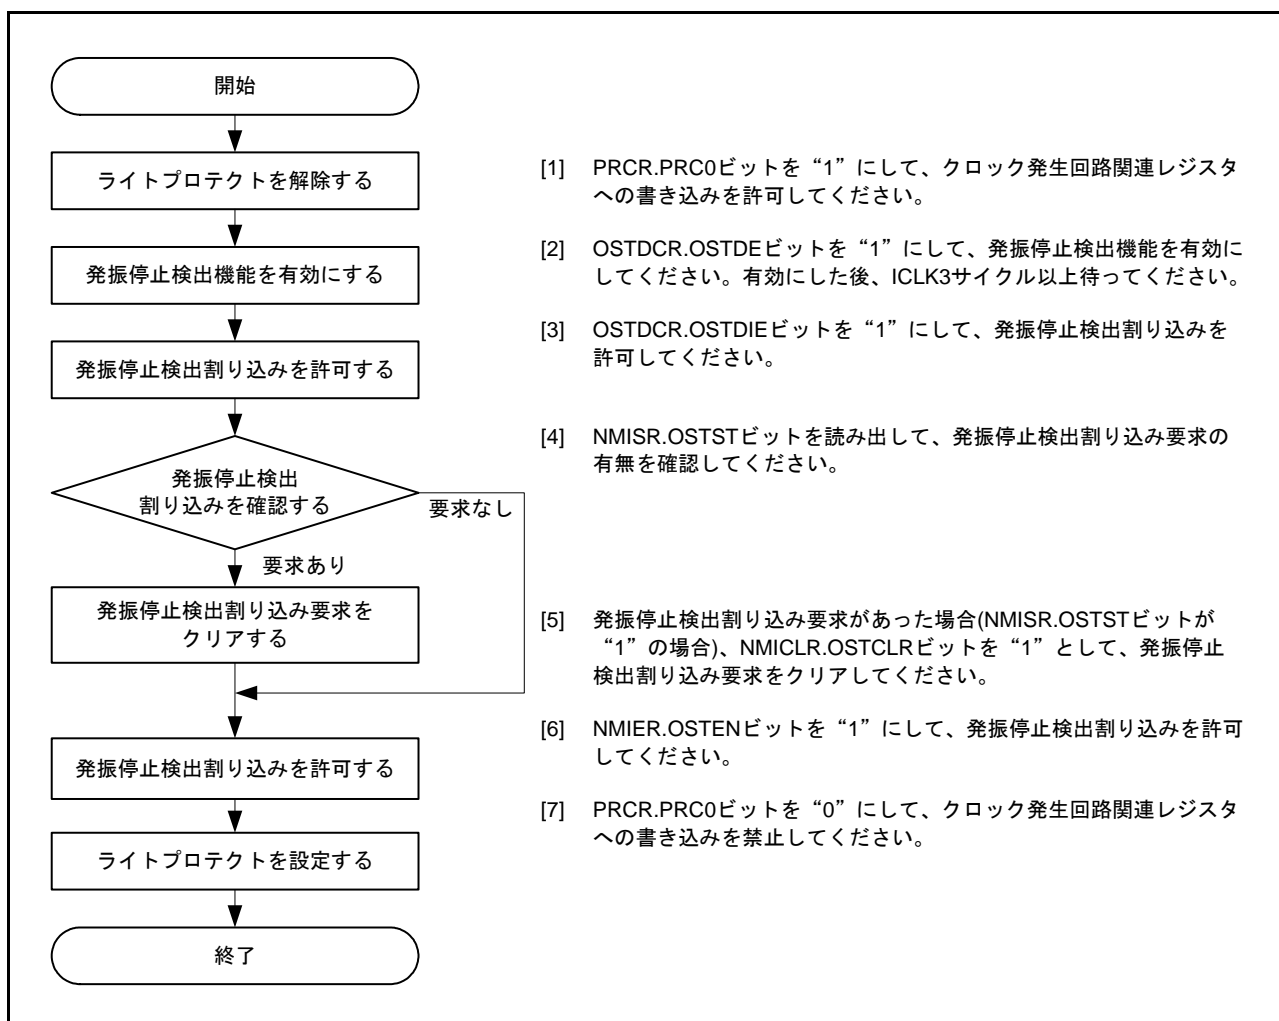 開始
ライトプロテクトを解除する
[1] PRCR.PRC0ビットを“1”にして、クロック発生回路関連レジスタ
への書き込みを許可してください。
発振停止検出機能を有効にする
[2] OSTDCR.OSTDEビットを“1”にして、発振停止検出機能を有効に
してください。有効にした後、ICLK3サイクル以上待ってください。
発振停止検出割り込みを許可する
[3] OSTDCR.OSTDIEビットを“1”にして、発振停止検出割り込みを
許可してください。
発振停止検出
割り込みを確認する
[4] NMISR.OSTSTビットを読み出して、発振停止検出割り込み要求の
有無を確認してください。
要求なし
要求あり
発振停止検出割り込み要求を
クリアする
[5] 発振停止検出割り込み要求があった場合(NMISR.OSTSTビットが
“1”の場合)、NMICLR.OSTCLRビットを“1”として、発振停止
検出割り込み要求をクリアしてください。
発振停止検出割り込みを許可する
[6] NMIER.OSTENビットを“1”にして、発振停止検出割り込みを許可
してください。
ライトプロテクトを設定する
[7] PRCR.PRC0ビットを“0”にして、クロック発生回路関連レジスタ
への書き込みを禁止してください。
終了